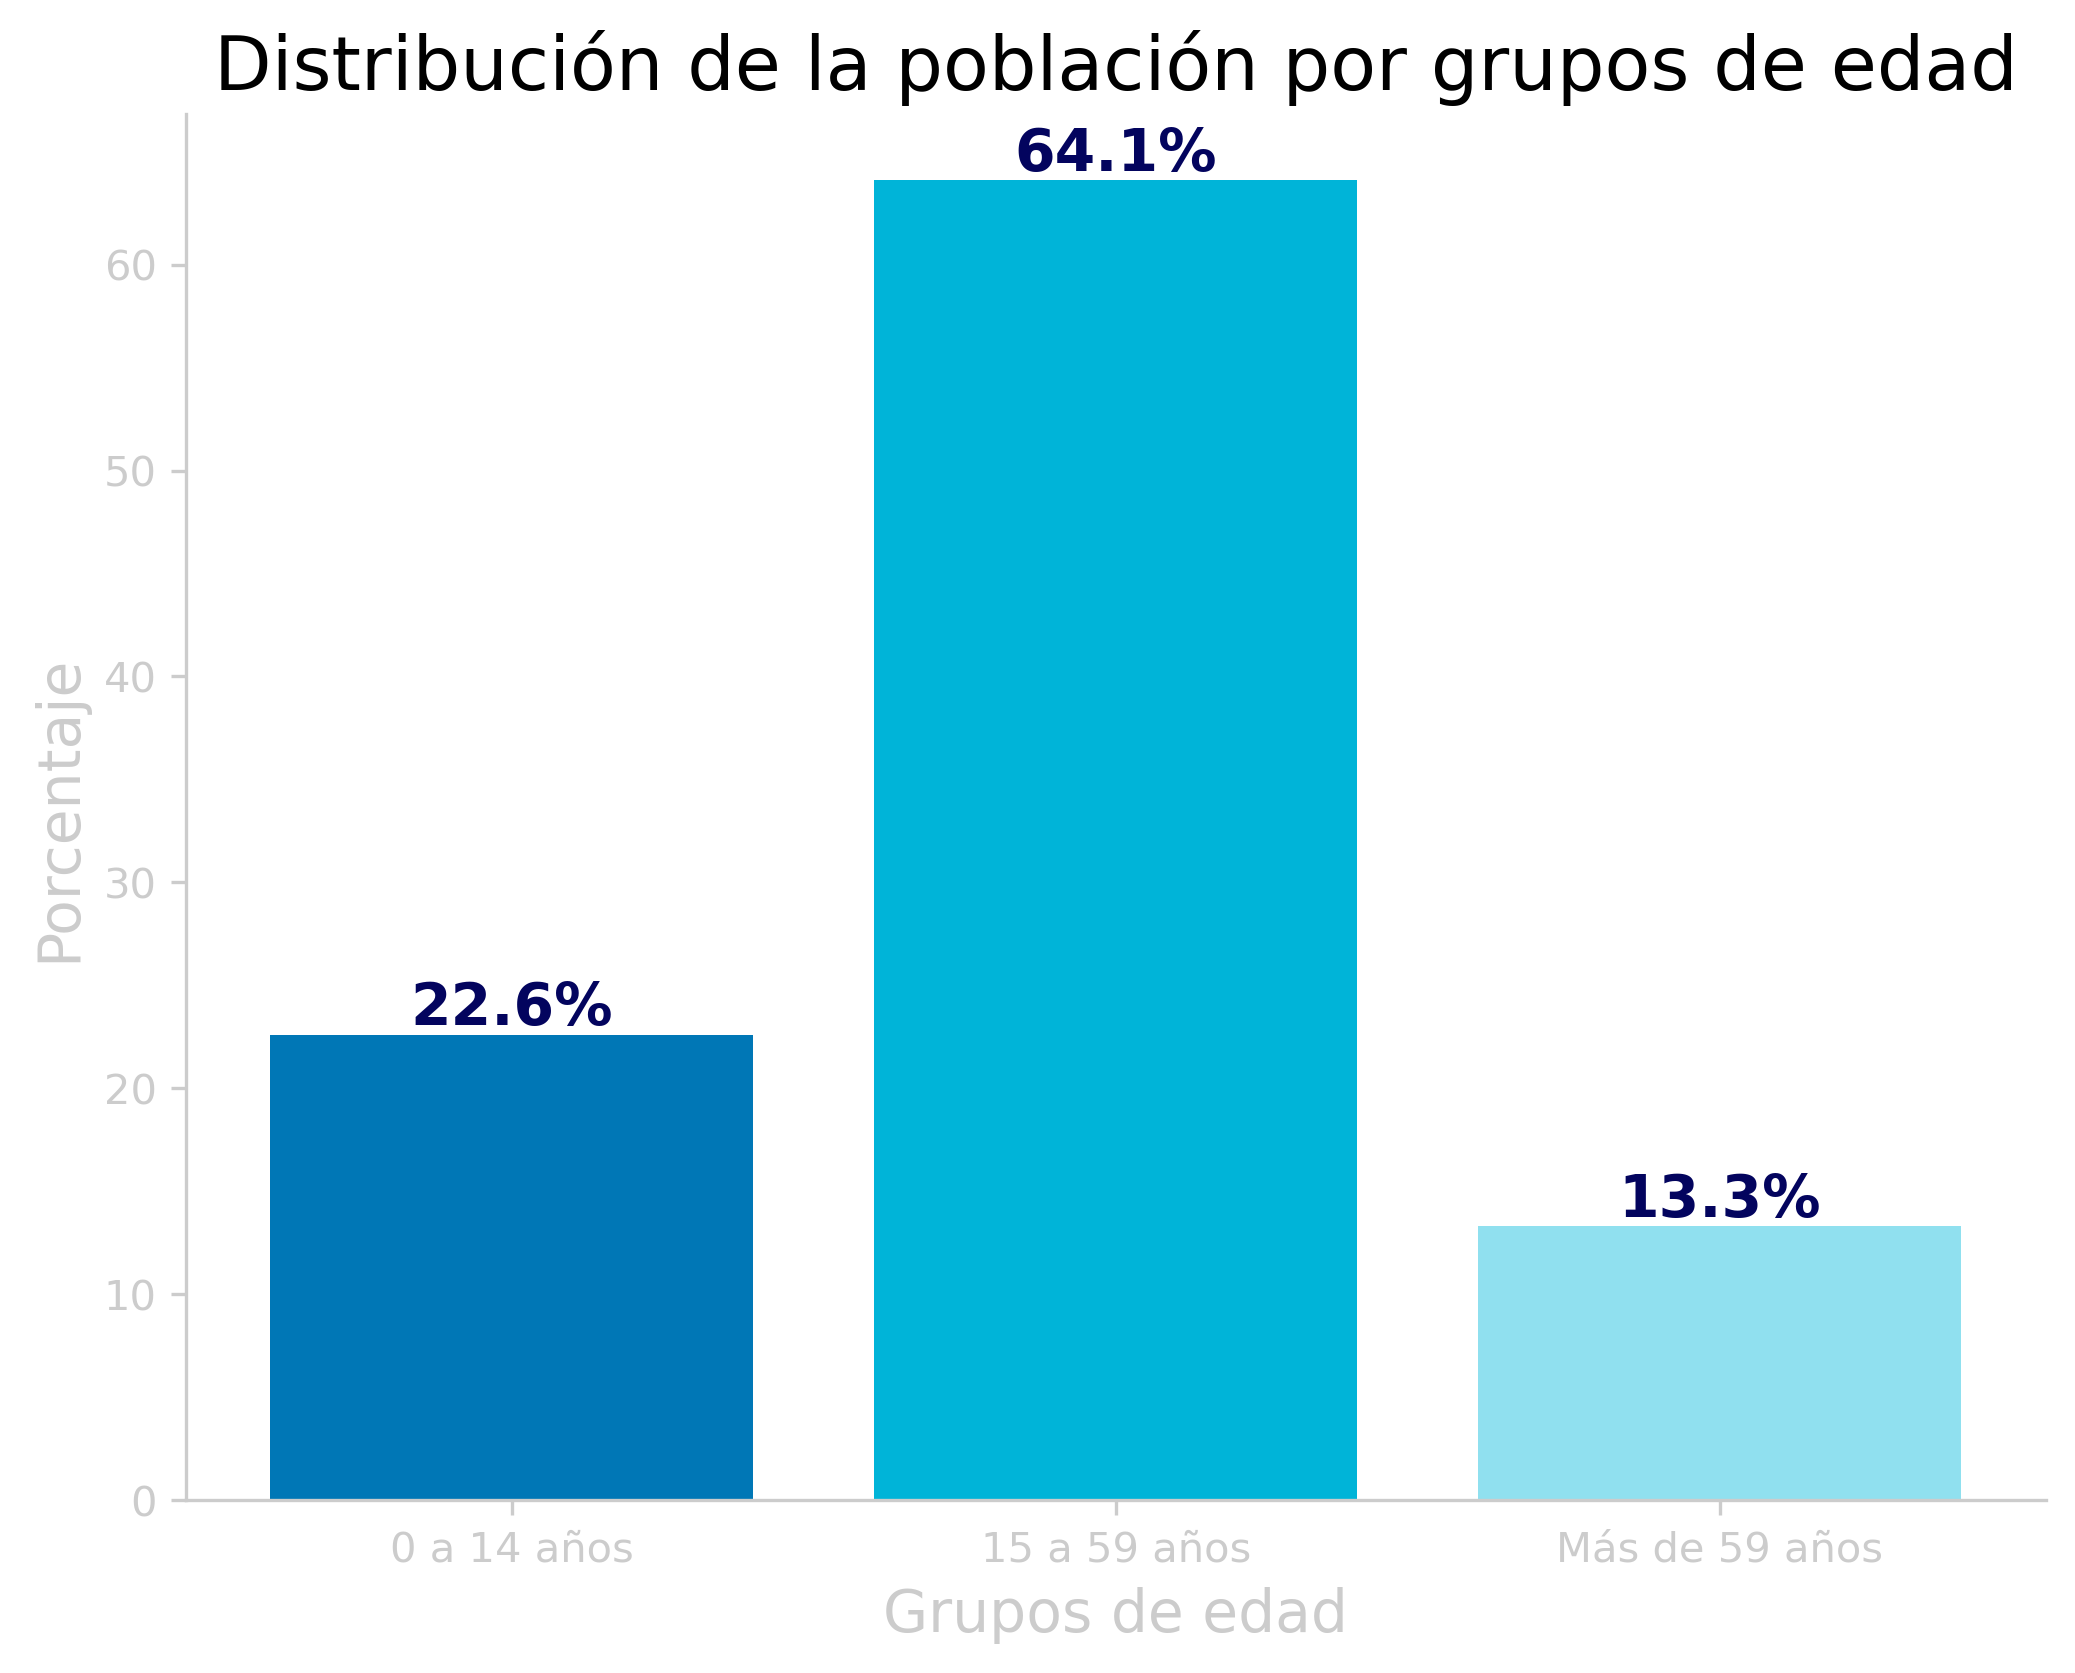 Distribución de la población por grupos de edad
64.1%
60
50
40
30
20
10
0
Porcentaje
22.6%
13.3%
0 a 14 años
15 a 59 años
Más de 59 años
Grupos de edad